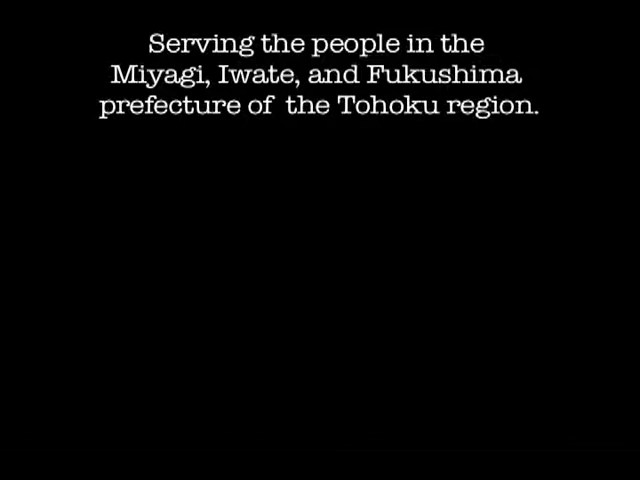 Serving the people in the
Miyagi, Iwate, and Fukushima
prefecture of the Tohoku region.